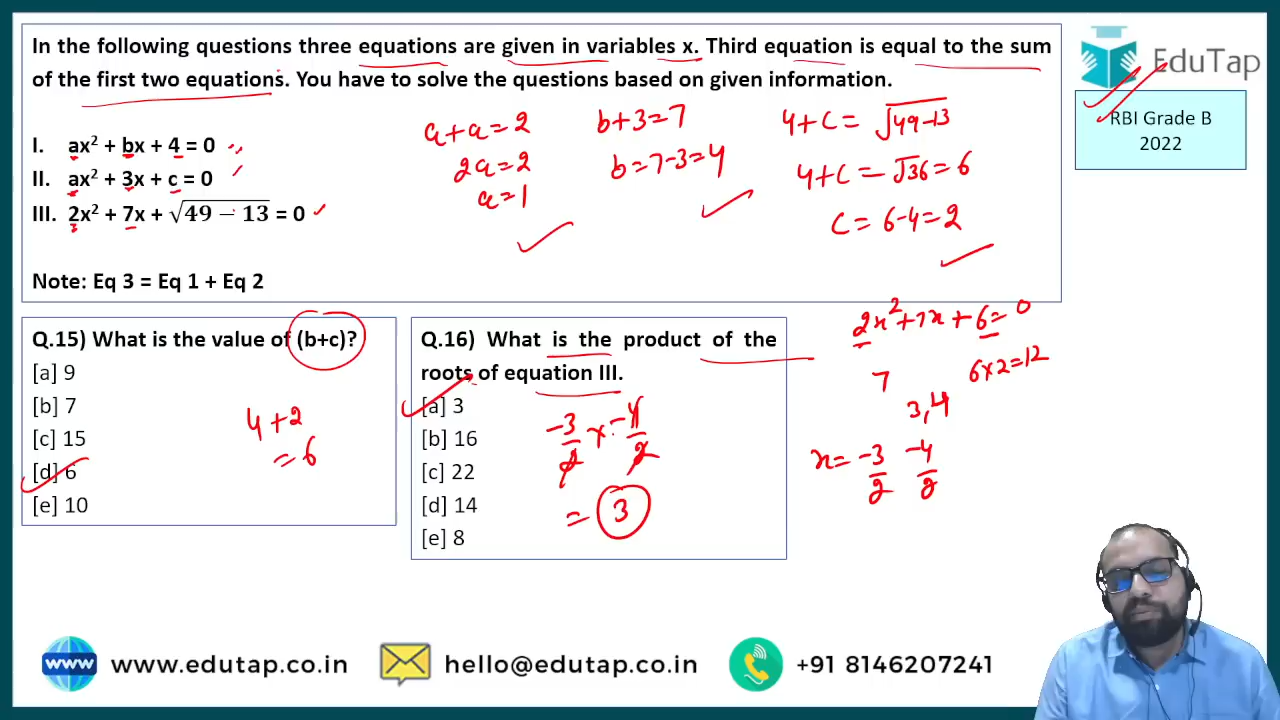 In the following questions three equations are given in variables x. Third equation is equal to the sum
of the first two equations. You have to solve the questions based on given information.
I. ax² + bx + 4 = 0
II. ax² + 3x + c = 0
III. 2x² + 7x + √49 − 13 = 0
Note: Eq 3 = Eq 1 + Eq 2
a+a=2
2a=2
a=1
b+3=7
b=7-3=4
4+c= √49-13
4+c=√36=6
c= 6-4=2
EduTap
RBI Grade B
2022
Q.15) What is the value of (b+c)?
[a] 9
[b] 7
[c] 15
[d] 6
[e] 10
4+2
=6
Q.16) What is the product of the
roots of equation III.
[a] 3
[b] 16
[c] 22
[d] 14
[e] 8
-3/2 x -4/2
= 3
2x²+7x+6=0
7 6x2=12
3,4
x= -3/2 -4/2
www www.edutap.co.in
hello@edutap.co.in
+91 8146207241